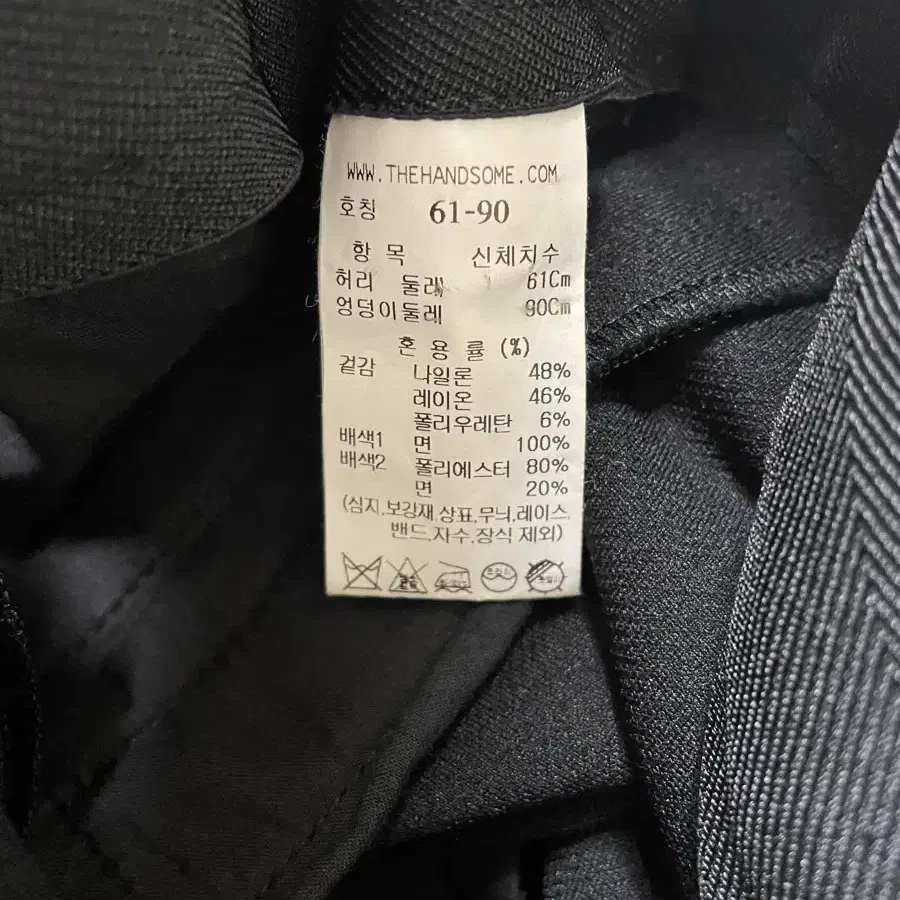 WWW.THEHANDSOME.COM
호칭 61-90
항 목 신체치수
허리 둘레 61Cm
엉덩이둘레 90Cm
혼 용 률 (%)
겉감 나일론 48%
레이온 46%
폴리우레탄 6%
배색1 면 100%
배색2 폴리에스터 80%
면 20%
(심지,보강재,상표,무늬,레이스,
밴드,자수,장식 제외)